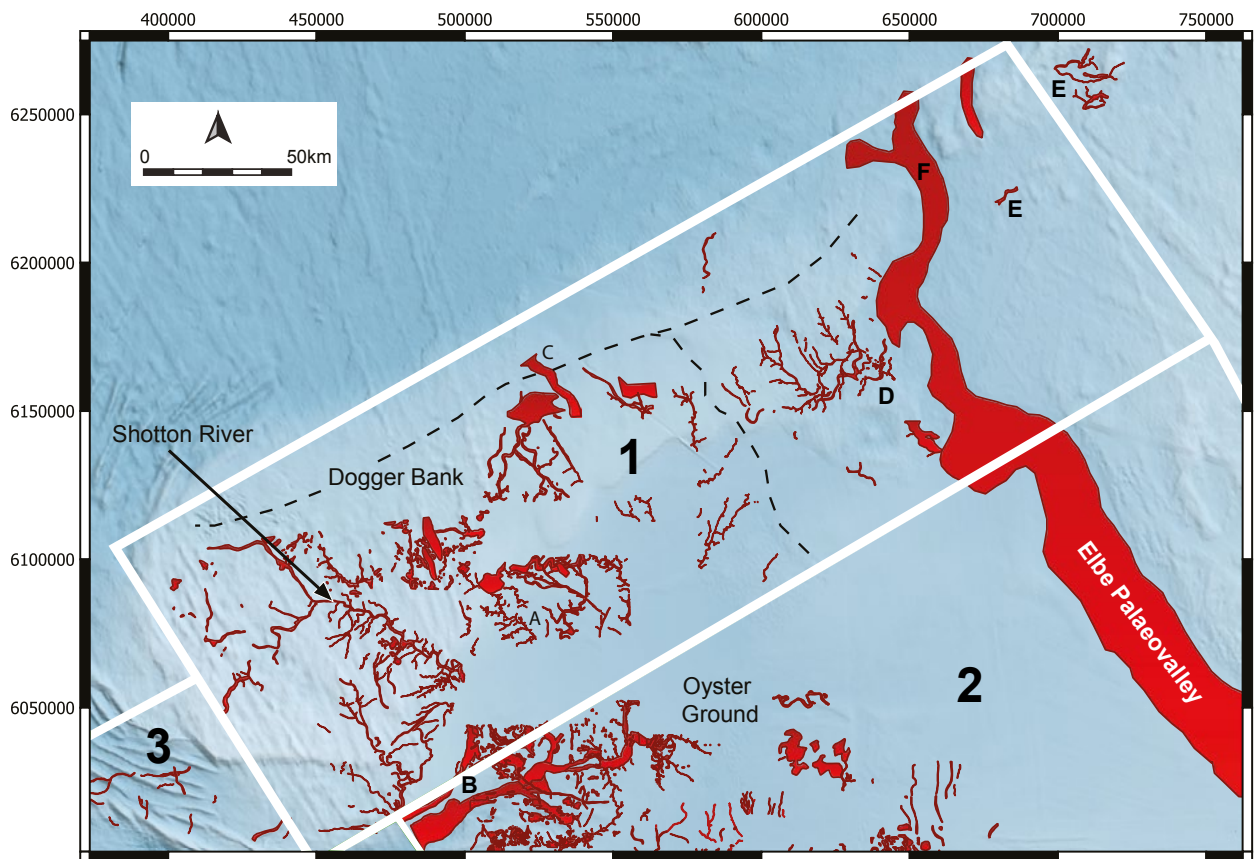 400000 450000 500000 550000 600000 650000 700000 750000
6250000
6200000
6150000
6100000
6050000
0 50km
E
F
E
C
D
Shotton River
1
Dogger Bank
A
Elbe Palaeovalley
2
Oyster
Ground
3
B